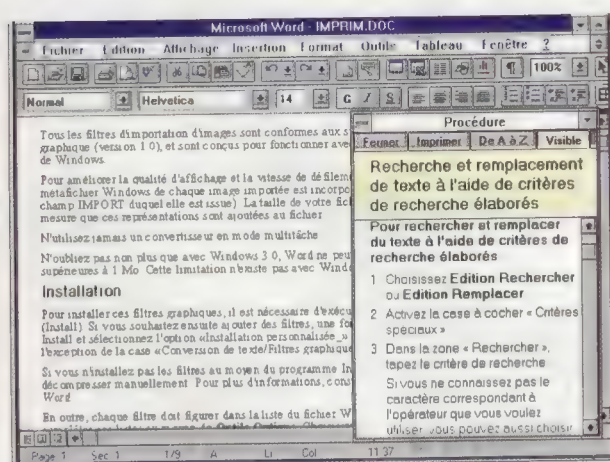 Microsoft Word - IMPRIM.DOC
Fichier Edition Affichage Insertion Format Outils Tableau Fenêtre ?
100%
Normal Helvetica 14 G I S
Tous les filtres d'importation d'images sont conformes aux s
graphique (version 1 0), et sont conçus pour fonctionner ave
de Windows.
Pour améliorer la qualité d'affichage et la vitesse de défilem
métafichier Windows de chaque image importée est incorpo
champ IMPORT duquel elle est issue) La taille de votre fich
mesure que ces représentations sont ajoutées au fichier
N'utilisez jamais un convertisseur en mode multitâche
N'oubliez pas non plus que avec Windows 3 0, Word ne peu
supérieures à 1 Mo Cette limitation n'existe pas avec Wind
Installation
Pour installer ces filtres graphiques, il est nécessaire d'exécu
(Install) Si vous souhaitez ensuite ajouter des filtres, une fo
Install et sélectionnez l'option «Installation personnalisée_»
l'exception de la case «Conversion de texte/Filtres graphique
Si vous n'installez pas les filtres au moyen du programme In
décompresser manuellement Pour plus d'informations, cons
Word
En outre, chaque filtre doit figurer dans la liste du fichier W
Page 1 Sec 1 1/9 A Li Col 11 37
Procédure
Fermer Imprimer De A à Z Visible
Recherche et remplacement
de texte à l'aide de critères
de recherche élaborés
Pour rechercher et remplacer
du texte à l'aide de critères de
recherche élaborés
1 Choisissez Edition Rechercher
ou Edition Remplacer
2 Activez la case à cocher « Critères
spéciaux »
3 Dans la zone « Rechercher »,
tapez le critère de recherche
Si vous ne connaissez pas le
caractère correspondant à
l'opérateur que vous voulez
utiliser vous pouvez aussi choisir